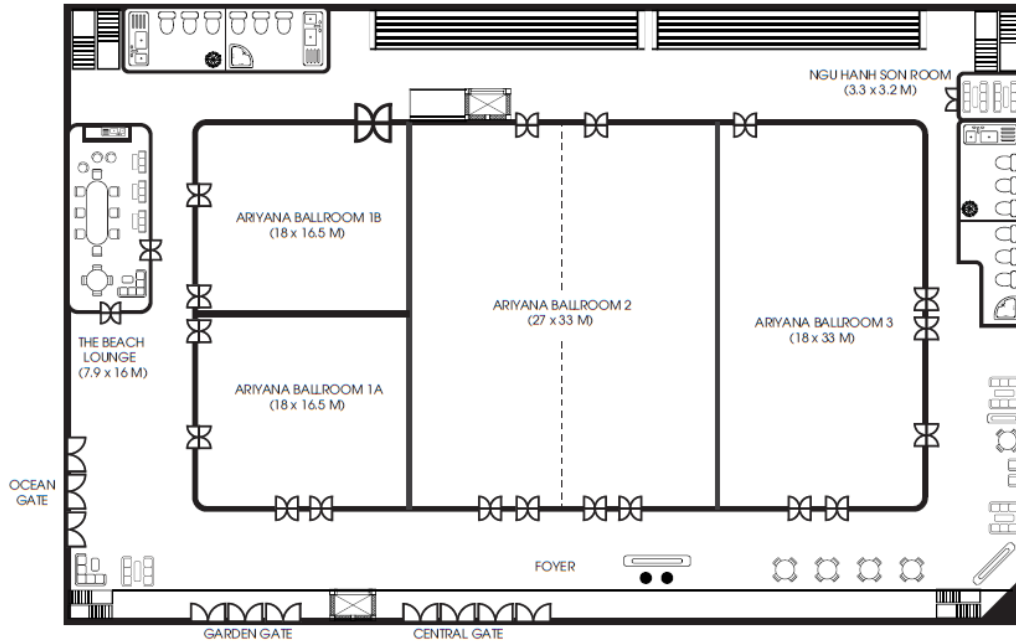 NGU HANH SON ROOM
(3.3 x 3.2 M)
ARIYANA BALLROOM 1B
(18 x 16.5 M)
ARIYANA BALLROOM 2
(27 x 33 M)
ARIYANA BALLROOM 3
(18 x 33 M)
THE BEACH
LOUNGE
(7.9 x 16 M)
ARIYANA BALLROOM 1A
(18 x 16.5 M)
OCEAN
GATE
FOYER
GARDEN GATE
CENTRAL GATE